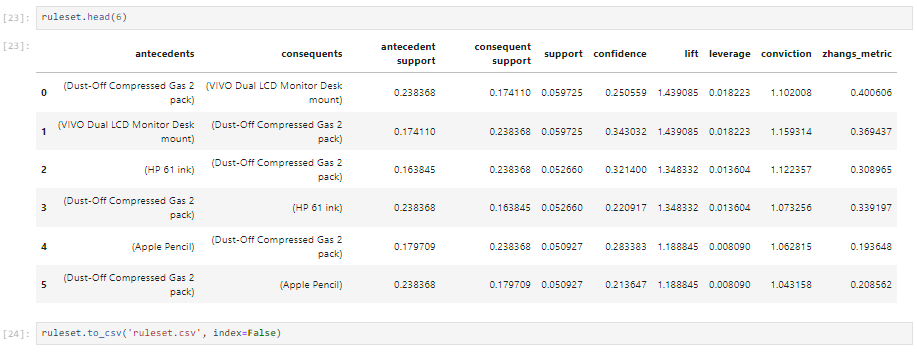 [23]: ruleset.head(6)
[23]:
antecedents consequents antecedent support consequent support support confidence lift leverage conviction zhangs_metric
0 (Dust-Off Compressed Gas 2 pack) (VIVO Dual LCD Monitor Desk mount) 0.238368 0.174110 0.059725 0.250559 1.439085 0.018223 1.102008 0.400606
1 (VIVO Dual LCD Monitor Desk mount) (Dust-Off Compressed Gas 2 pack) 0.174110 0.238368 0.059725 0.343032 1.439085 0.018223 1.159314 0.369437
2 (HP 61 ink) (Dust-Off Compressed Gas 2 pack) 0.163845 0.238368 0.052660 0.321400 1.348332 0.013604 1.122357 0.308965
3 (Dust-Off Compressed Gas 2 pack) (HP 61 ink) 0.238368 0.163845 0.052660 0.220917 1.348332 0.013604 1.073256 0.339197
4 (Apple Pencil) (Dust-Off Compressed Gas 2 pack) 0.179709 0.238368 0.050927 0.283383 1.188845 0.008090 1.062815 0.193648
5 (Dust-Off Compressed Gas 2 pack) (Apple Pencil) 0.238368 0.179709 0.050927 0.213647 1.188845 0.008090 1.043158 0.208562
[24]: ruleset.to_csv('ruleset.csv', index=False)